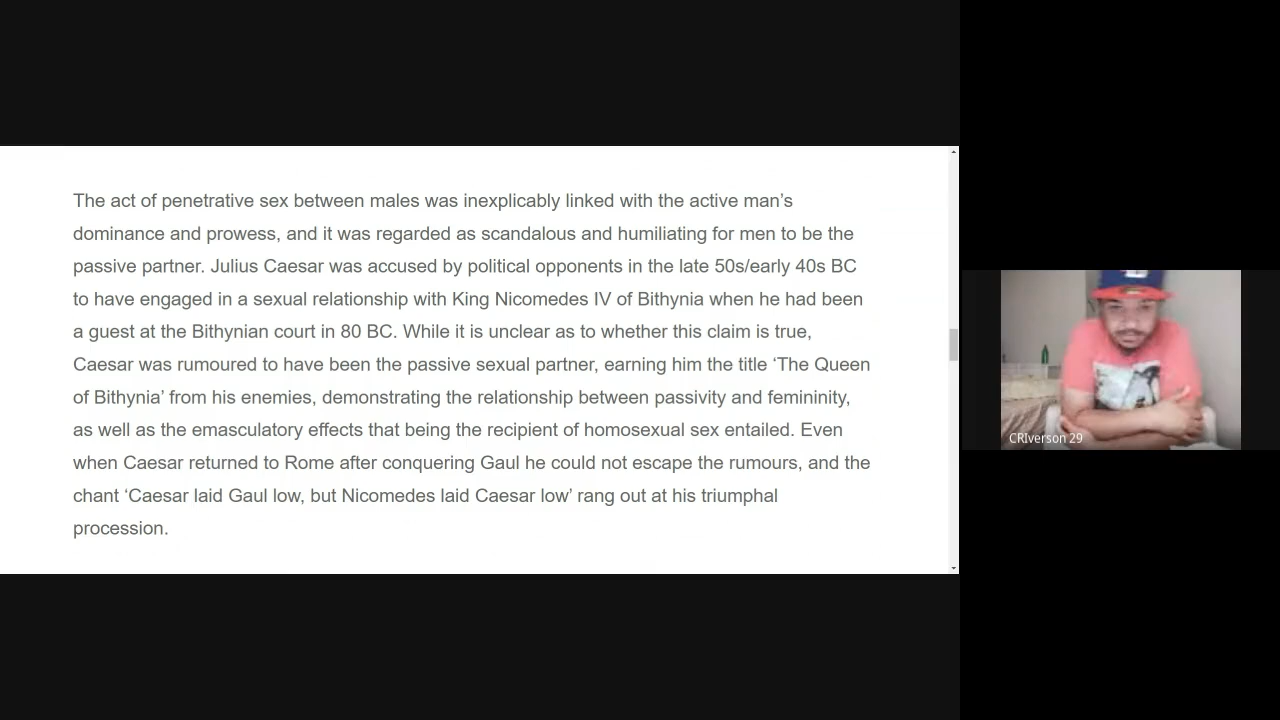 The act of penetrative sex between males was inexplicably linked with the active man's
dominance and prowess, and it was regarded as scandalous and humiliating for men to be the
passive partner. Julius Caesar was accused by political opponents in the late 50s/early 40s BC
to have engaged in a sexual relationship with King Nicomedes IV of Bithynia when he had been
a guest at the Bithynian court in 80 BC. While it is unclear as to whether this claim is true,
Caesar was rumoured to have been the passive sexual partner, earning him the title ‘The Queen
of Bithynia’ from his enemies, demonstrating the relationship between passivity and femininity,
as well as the emasculatory effects that being the recipient of homosexual sex entailed. Even
when Caesar returned to Rome after conquering Gaul he could not escape the rumours, and the
chant ‘Caesar laid Gaul low, but Nicomedes laid Caesar low’ rang out at his triumphal
procession.
CRIverson 29